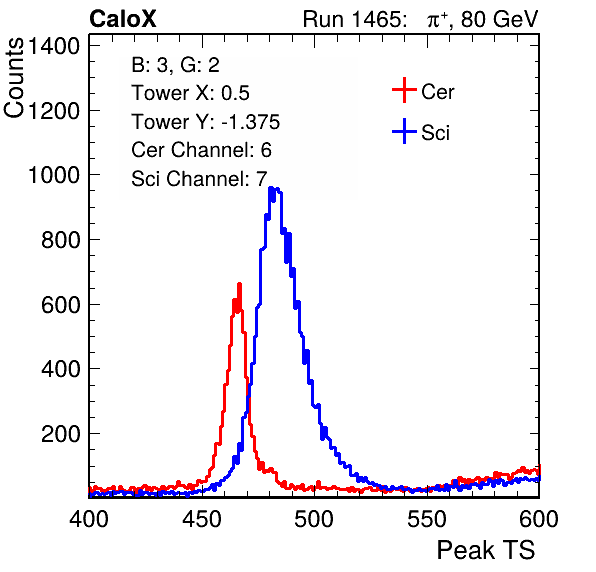 CaloX Run 1465: π⁺, 80 GeV
Counts
1400
1200
1000
800
600
400
200
B: 3, G: 2
Tower X: 0.5
Tower Y: -1.375
Cer Channel: 6
Sci Channel: 7
Cer
Sci
400 450 500 550 600
Peak TS